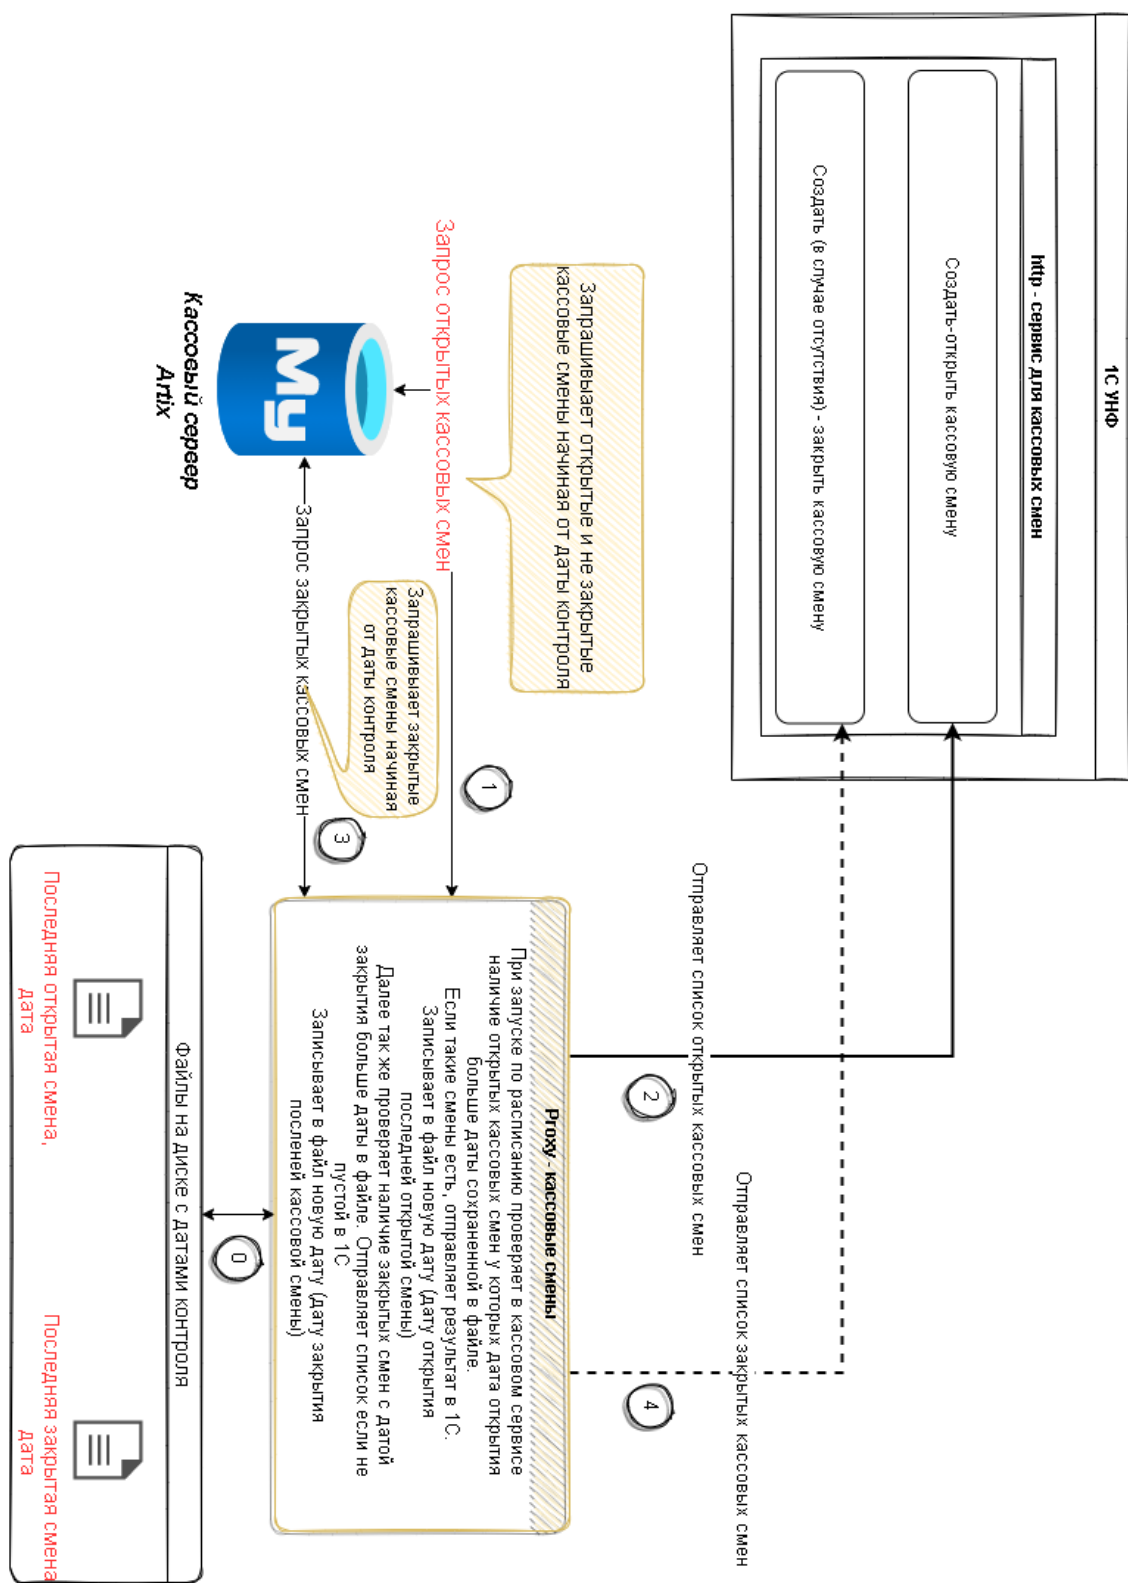 1С УНФ
http - сервис для кассовых смен
Создать-открыть кассовую смену
Создать (в случае отсутствия) - закрыть кассовую смену
Запрашивает открытые и не закрытые
кассовые смены начиная от даты контроля
Запрос открытых кассовых смен
My
Кассовый сервер
Artix
Запрос закрытых кассовых смен
Запрашивает закрытые
кассовые смены начиная
от даты контроля
1
3
Отправляет список открытых кассовых смен
2
Отправляет список закрытых кассовых смен
4
Proxy - кассовые смены
При запуске по расписанию проверяет в кассовом сервисе
наличие открытых кассовых смен у которых дата открытия
больше даты сохраненной в файле.
Если такие смены есть, отправляет результат в 1С.
Записывает в файл новую дату (дату открытия
последней открытой смены)
Далее так же проверяет наличие закрытых смен с датой
закрытия больше даты в файле. Отправляет список если не
пустой в 1С
Записывает в файл новую дату (дату закрытия
посленей кассовой смены)
0
Файлы на диске с датами контроля
Последняя открытая смена,
дата
Последняя закрытая смена
дата